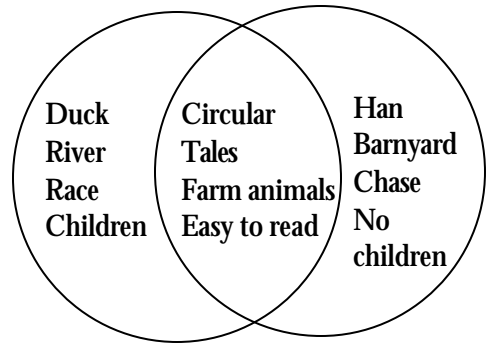 Duck
River
Race
Children
Circular
Tales
Farm animals
Easy to read
Han
Barnyard
Chase
No
children